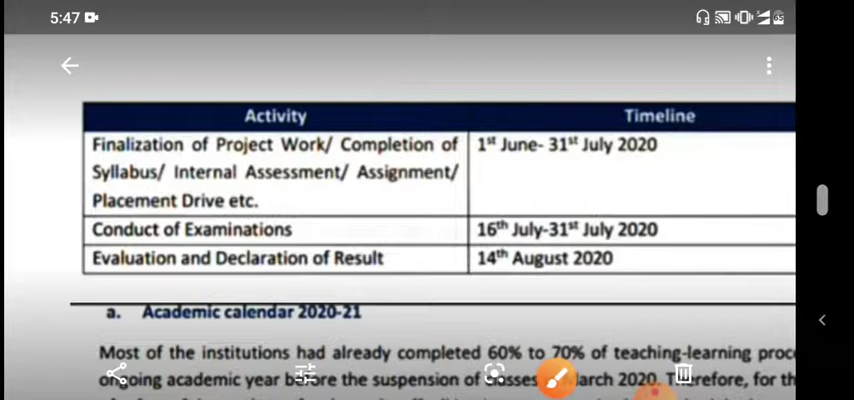 5:47
65
Activity Timeline
Finalization of Project Work/ Completion of 1st June- 31st July 2020
Syllabus/ Internal Assessment/ Assignment/
Placement Drive etc.
Conduct of Examinations 16th July-31st July 2020
Evaluation and Declaration of Result 14th August 2020
a. Academic calendar 2020-21
Most of the institutions had already completed 60% to 70% of teaching-learning proc
ongoing academic year before the suspension of March 2020. Therefore, for th